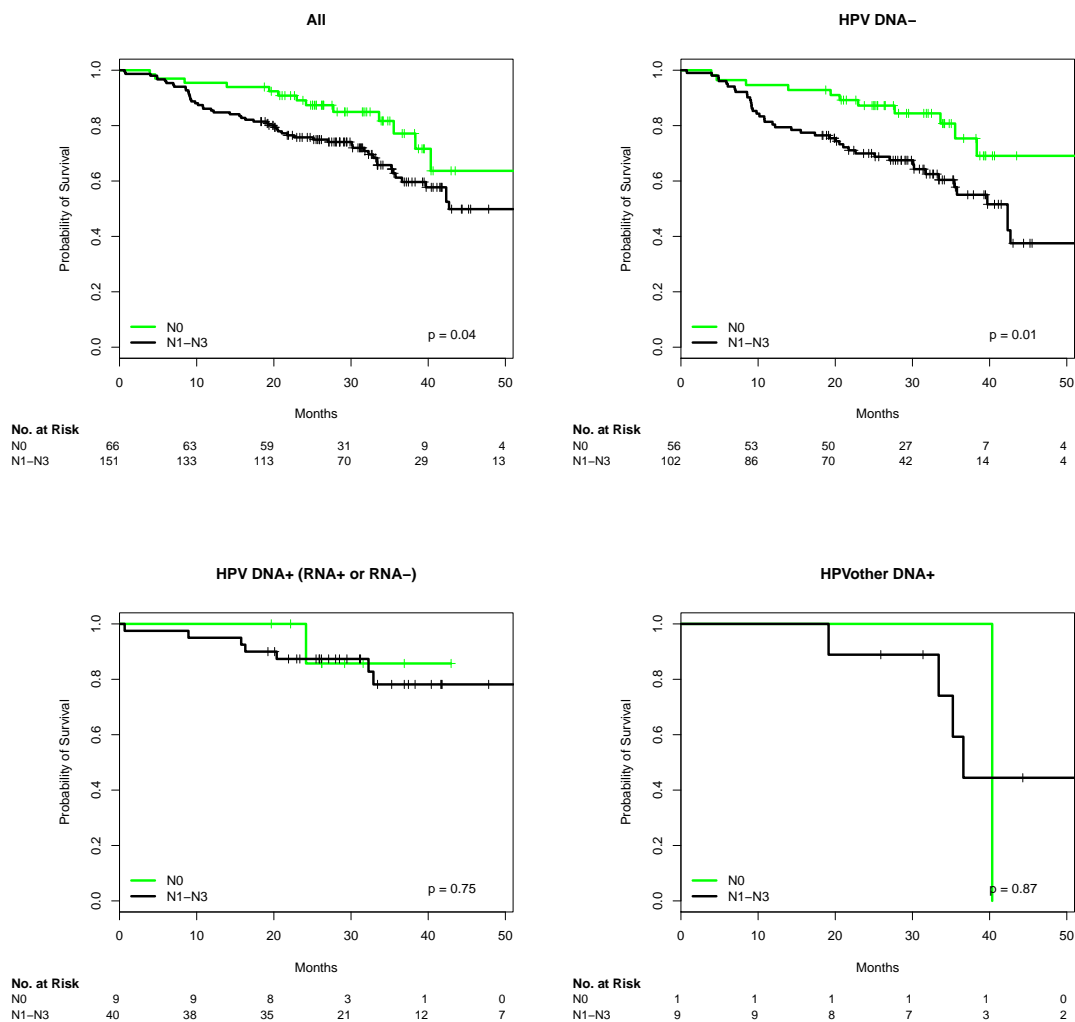 All
Probability of Survival
1.0
0.8
0.6
0.4
0.2
0.0
N0
N1−N3
p = 0.04
0 10 20 30 40 50
Months
No. at Risk
N0 66 63 59 31 9 4
N1−N3 151 133 113 70 29 13
HPV DNA−
Probability of Survival
1.0
0.8
0.6
0.4
0.2
0.0
N0
N1−N3
p = 0.01
0 10 20 30 40 50
Months
No. at Risk
N0 56 53 50 27 7 4
N1−N3 102 86 70 42 14 4
HPV DNA+ (RNA+ or RNA−)
Probability of Survival
1.0
0.8
0.6
0.4
0.2
0.0
N0
N1−N3
p = 0.75
0 10 20 30 40 50
Months
No. at Risk
N0 9 9 8 3 1 0
N1−N3 40 38 35 21 12 7
HPVother DNA+
Probability of Survival
1.0
0.8
0.6
0.4
0.2
0.0
N0
N1−N3
p = 0.87
0 10 20 30 40 50
Months
No. at Risk
N0 1 1 1 1 1 0
N1−N3 9 9 8 7 3 2